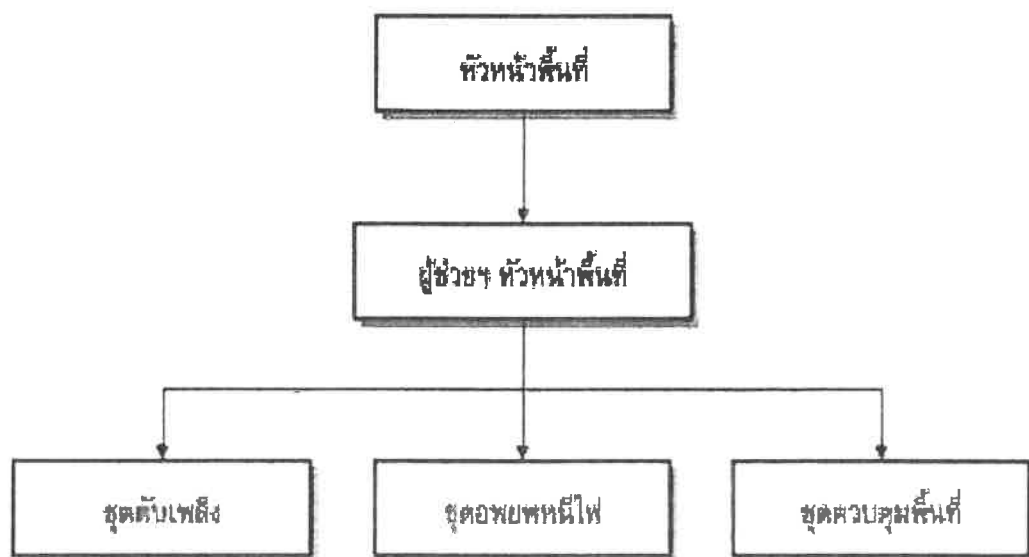 หัวหน้าพื้นที่
ผู้ช่วยฯ หัวหน้าพื้นที่
ชุดดับเพลิง
ชุดอพยพหนีไฟ
ชุดควบคุมพื้นที่